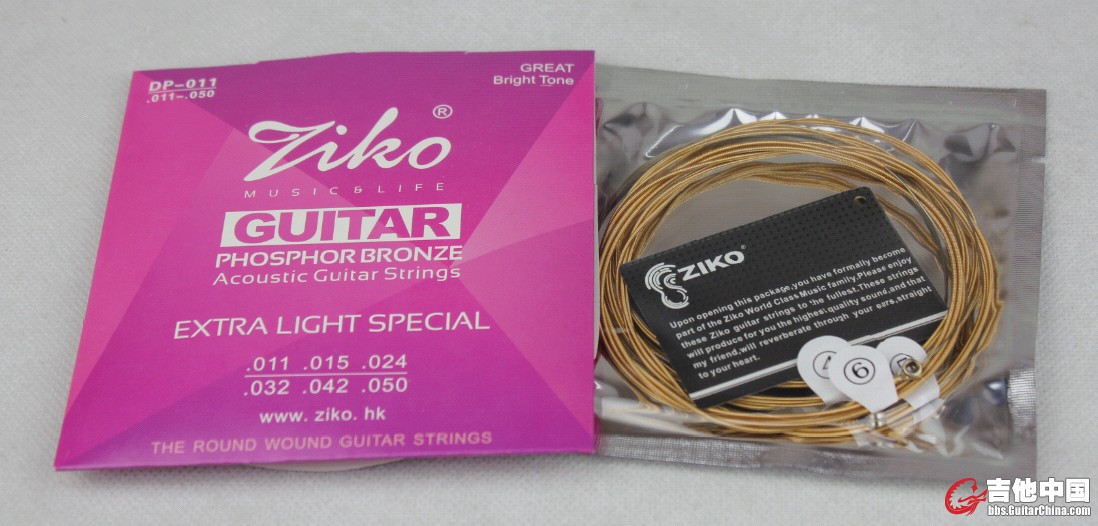 DP-011
.011-.050
GREAT
Bright Tone
Ziko®
MUSIC & LIFE
GUITAR
PHOSPHOR BRONZE
Acoustic Guitar Strings
EXTRA LIGHT SPECIAL
.011 .015 .024
.032 .042 .050
www.ziko.hk
THE ROUND WOUND GUITAR STRINGS
ZIKO®
Upon opening this package,you have formally become
part of the Ziko World Class Music family.Please enjoy
these Ziko guitar strings to the fullest.These strings
will produce for you the highest quality sound,and that
my friend,will reverberate through your ears,straight
to your heart.
4 6 5
吉他中国
bbs.GuitarChina.com